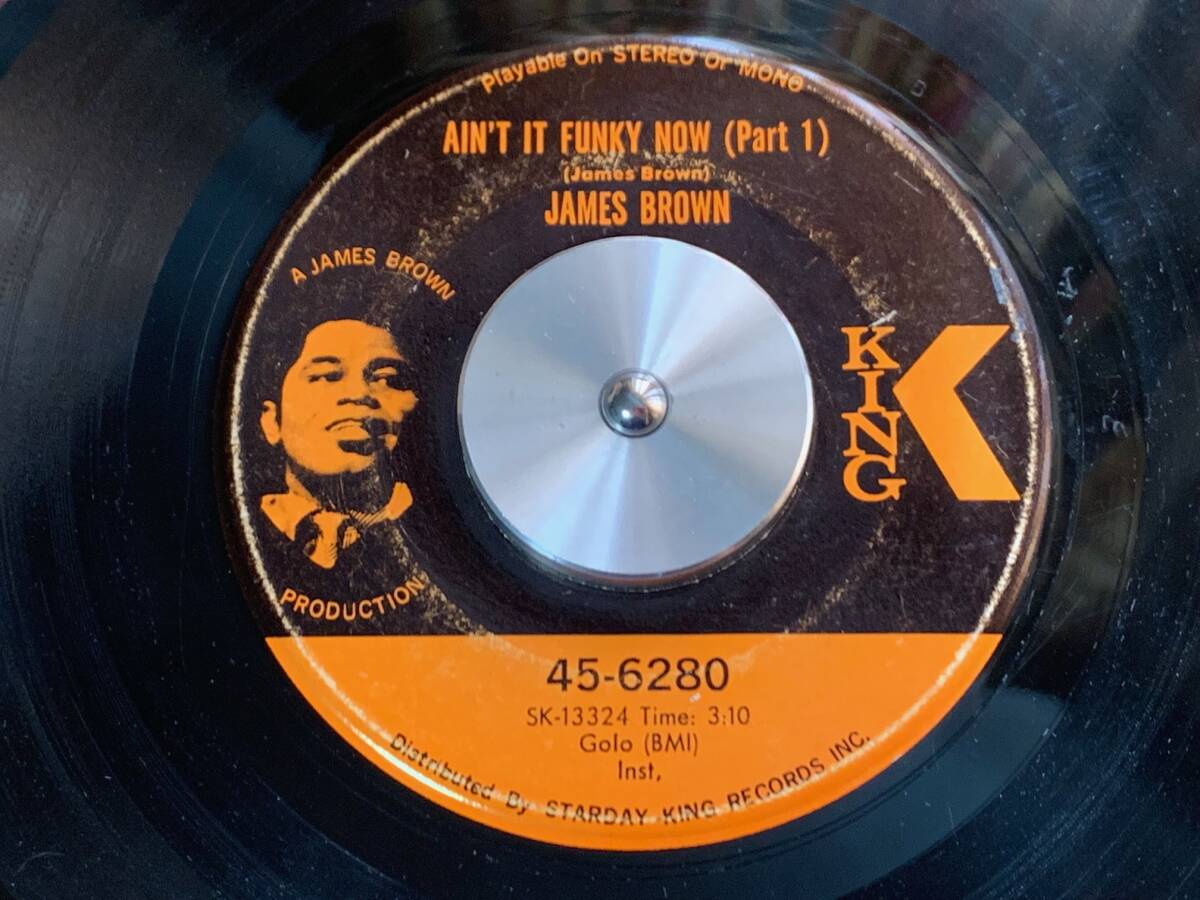 Playable On STEREO Or MONO
AIN'T IT FUNKY NOW (Part 1)
(James Brown)
JAMES BROWN
A JAMES BROWN
PRODUCTION
KING
K
45-6280
SK-13324 Time: 3:10
Golo (BMI)
Inst,
Distributed By STARDAY KING RECORDS INC.